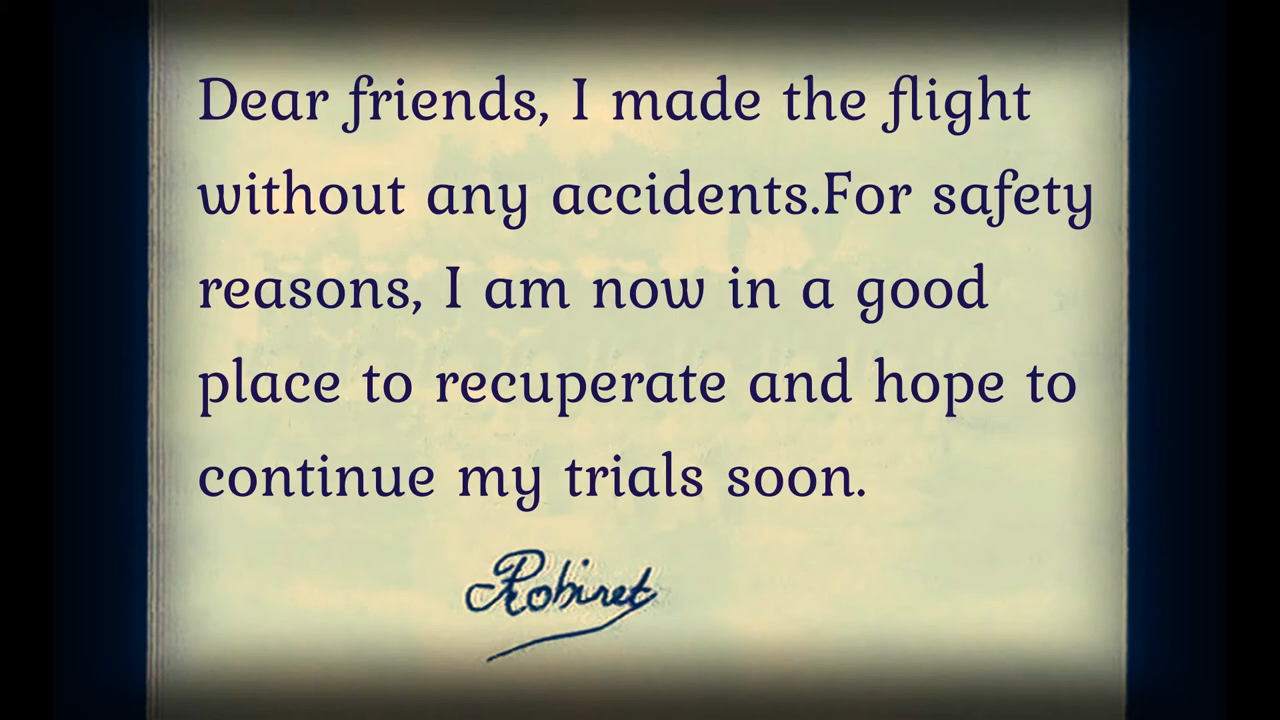 Dear friends, I made the flight
without any accidents.For safety
reasons, I am now in a good
place to recuperate and hope to
continue my trials soon.
Robinet